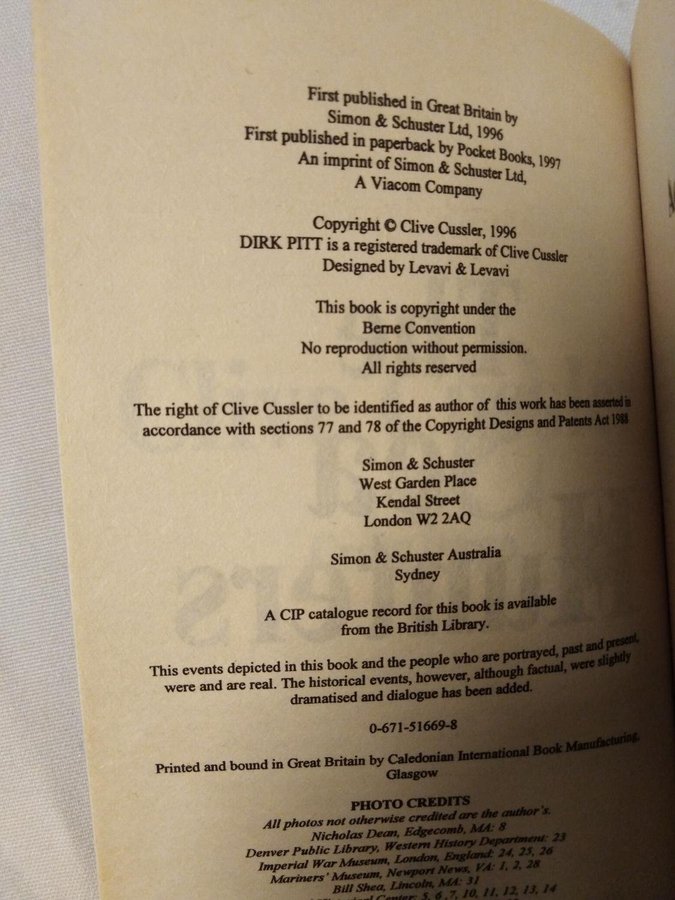 First published in Great Britain by
Simon & Schuster Ltd, 1996
First published in paperback by Pocket Books, 1997
An imprint of Simon & Schuster Ltd,
A Viacom Company
Copyright © Clive Cussler, 1996
DIRK PITT is a registered trademark of Clive Cussler
Designed by Levavi & Levavi
This book is copyright under the
Berne Convention
No reproduction without permission.
All rights reserved
The right of Clive Cussler to be identified as author of this work has been asserted in
accordance with sections 77 and 78 of the Copyright Designs and Patents Act 1988
Simon & Schuster
West Garden Place
Kendal Street
London W2 2AQ
Simon & Schuster Australia
Sydney
A CIP catalogue record for this book is available
from the British Library.
This events depicted in this book and the people who are portrayed, past and present,
were and are real. The historical events, however, although factual, were slightly
dramatised and dialogue has been added.
0-671-51669-8
Printed and bound in Great Britain by Caledonian International Book Manufacturing,
Glasgow
PHOTO CREDITS
All photos not otherwise credited are the author's.
Nicholas Dean, Edgecomb, MA: 8
Denver Public Library, Western History Department: 23
Imperial War Museum, London, England: 24, 25, 26
Mariners' Museum, Newport News, VA: 1, 2, 28
Bill Shea, Lincoln, MA: 31
Center: 5, 6, 7, 10, 11, 12, 13, 14